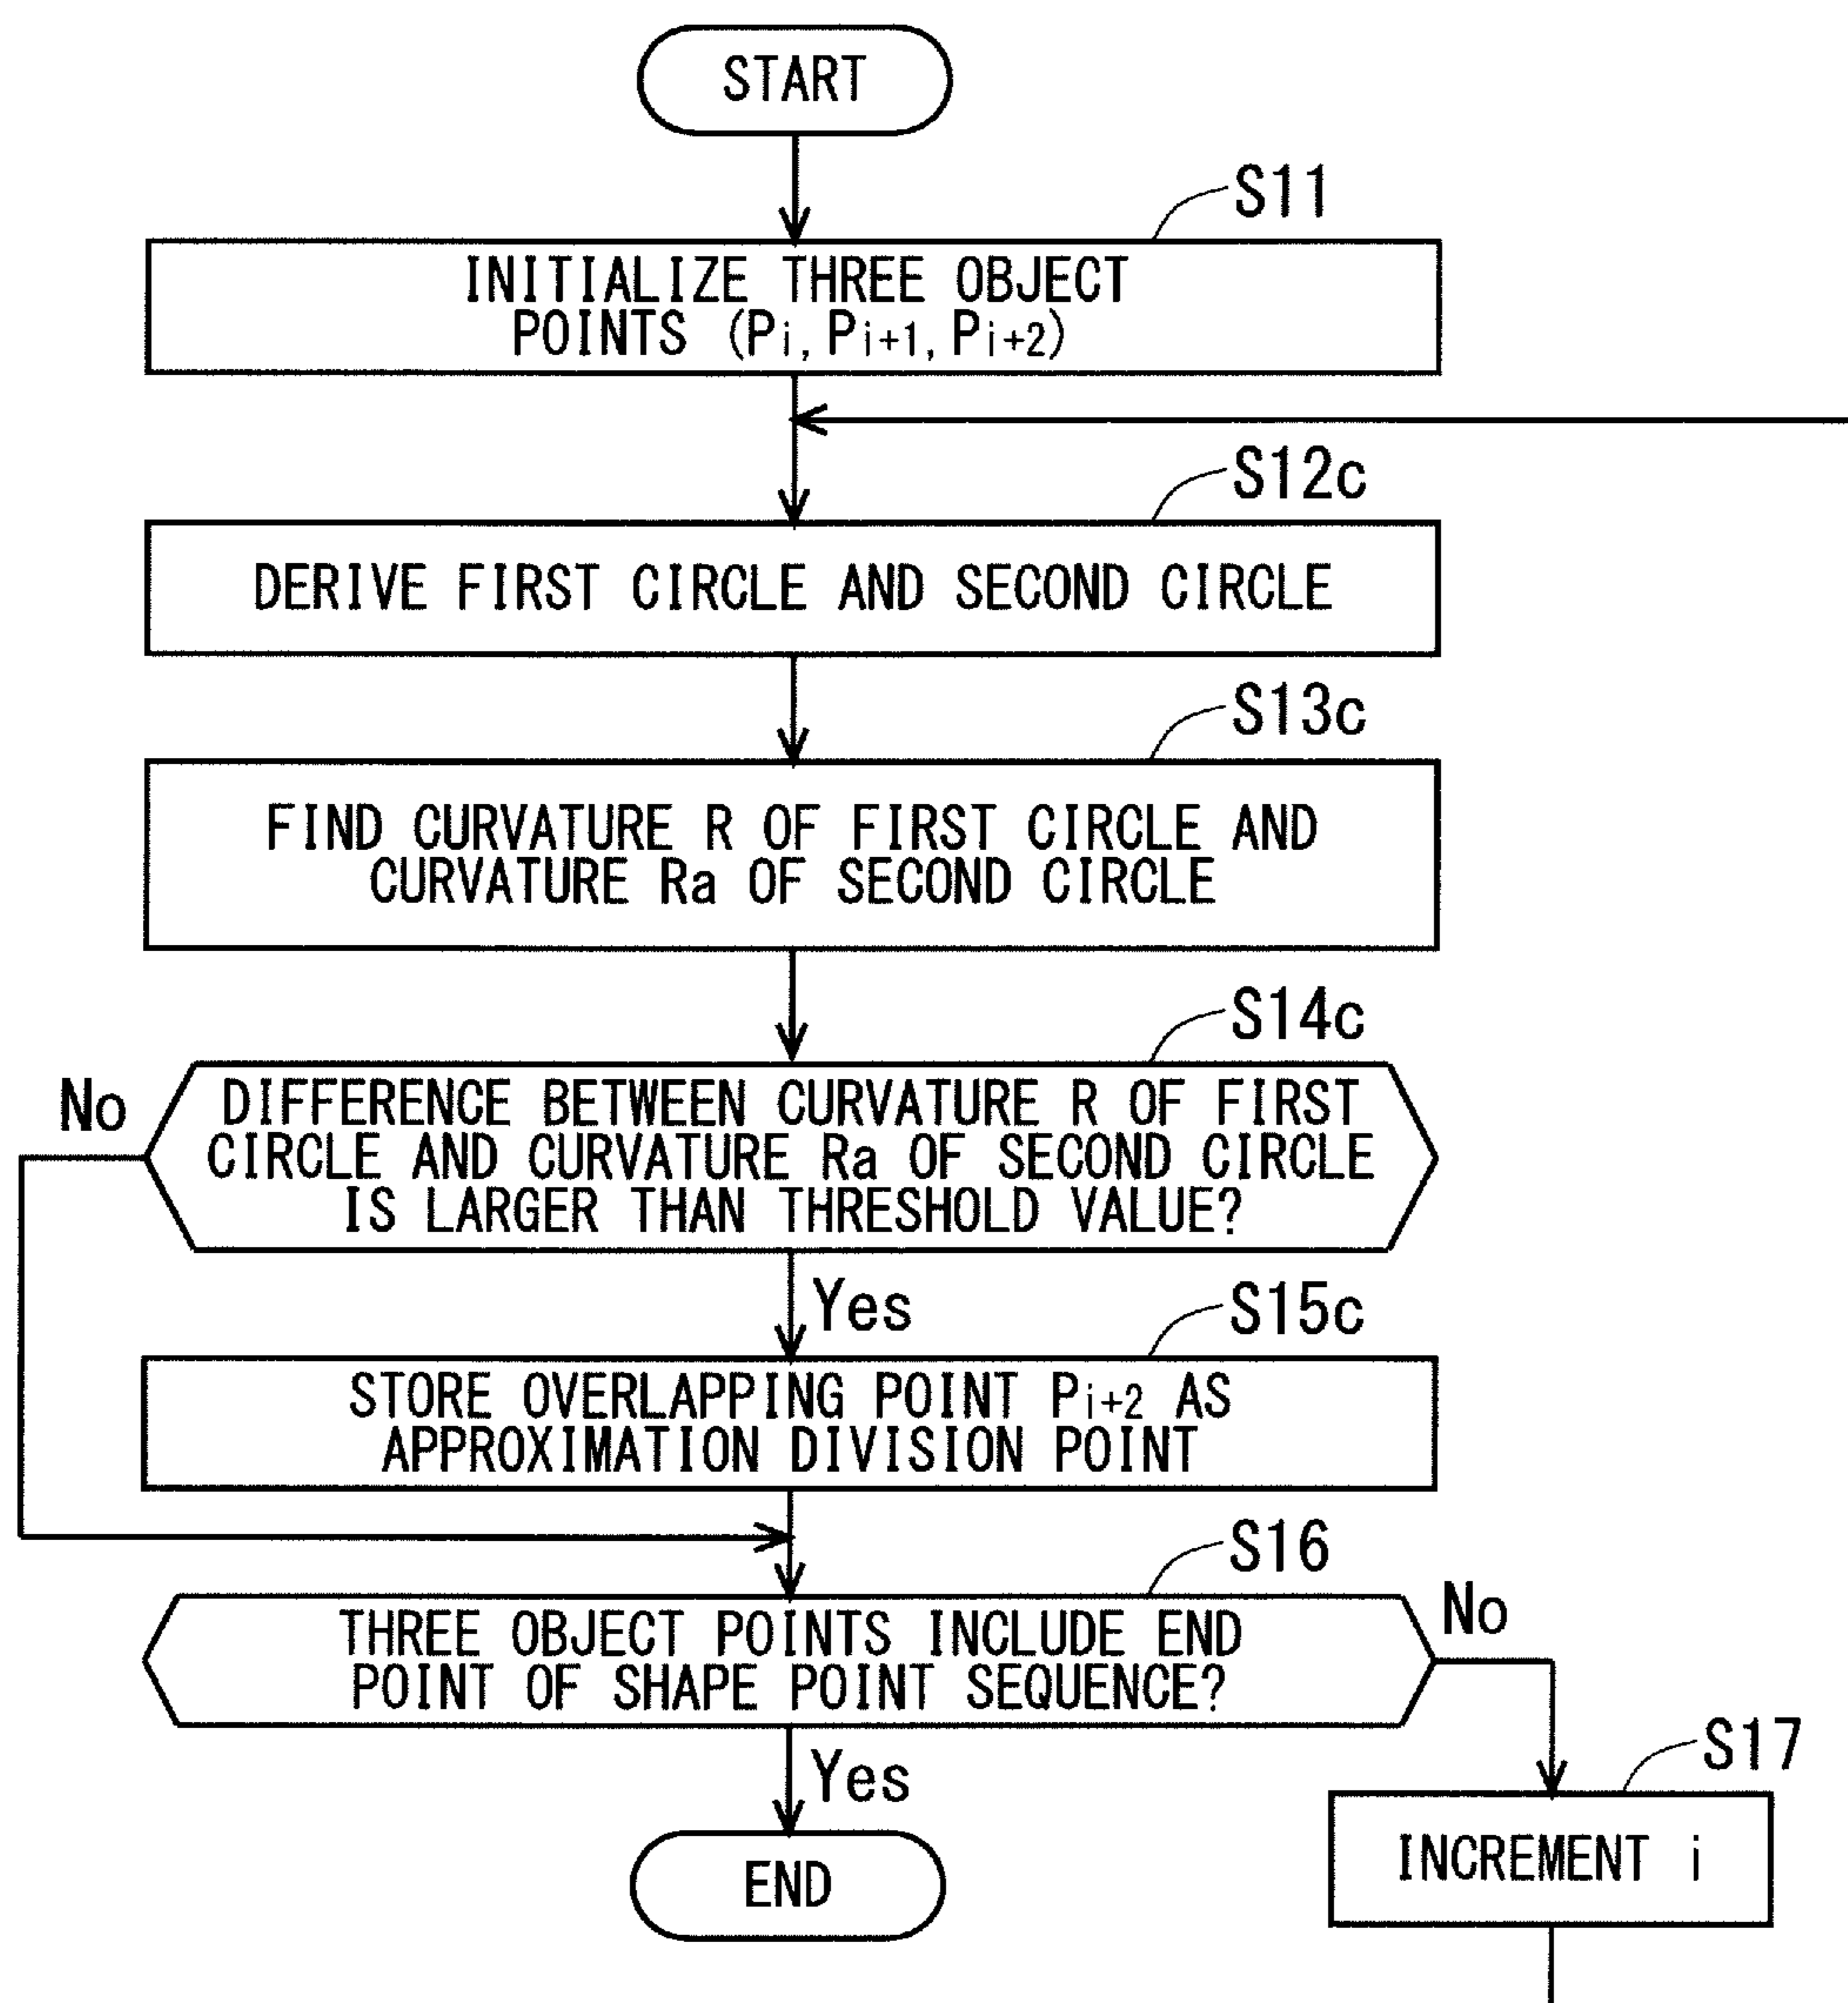 START
S11
INITIALIZE THREE OBJECT
POINTS (Pi, Pi+1, Pi+2)
S12c
DERIVE FIRST CIRCLE AND SECOND CIRCLE
S13c
FIND CURVATURE R OF FIRST CIRCLE AND
CURVATURE Ra OF SECOND CIRCLE
S14c
No
DIFFERENCE BETWEEN CURVATURE R OF FIRST
CIRCLE AND CURVATURE Ra OF SECOND CIRCLE
IS LARGER THAN THRESHOLD VALUE?
Yes
S15c
STORE OVERLAPPING POINT Pi+2 AS
APPROXIMATION DIVISION POINT
S16
THREE OBJECT POINTS INCLUDE END
POINT OF SHAPE POINT SEQUENCE?
No
Yes
S17
INCREMENT i
END